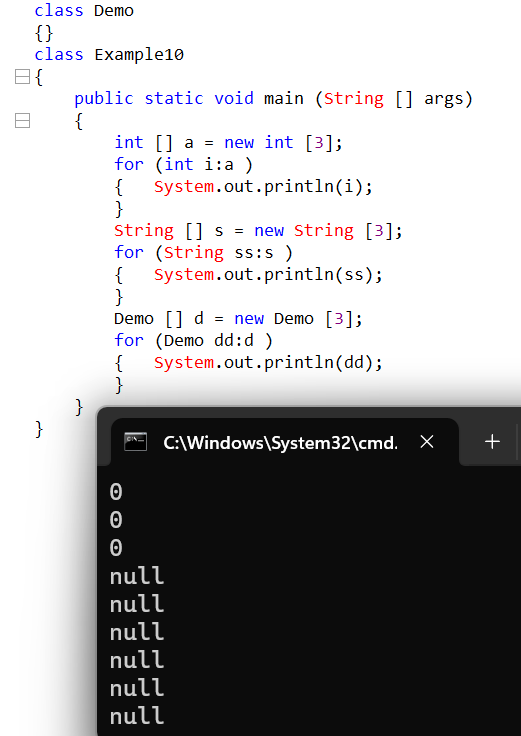 class Demo
{}
class Example10
{
public static void main (String [] args)
{
int [] a = new int [3];
for (int i:a )
{   System.out.println(i);
}
String [] s = new String [3];
for (String ss:s )
{   System.out.println(ss);
}
Demo [] d = new Demo [3];
for (Demo dd:d )
{   System.out.println(dd);
}
}
}
C:\Windows\System32\cmd.
0
0
0
null
null
null
null
null
null